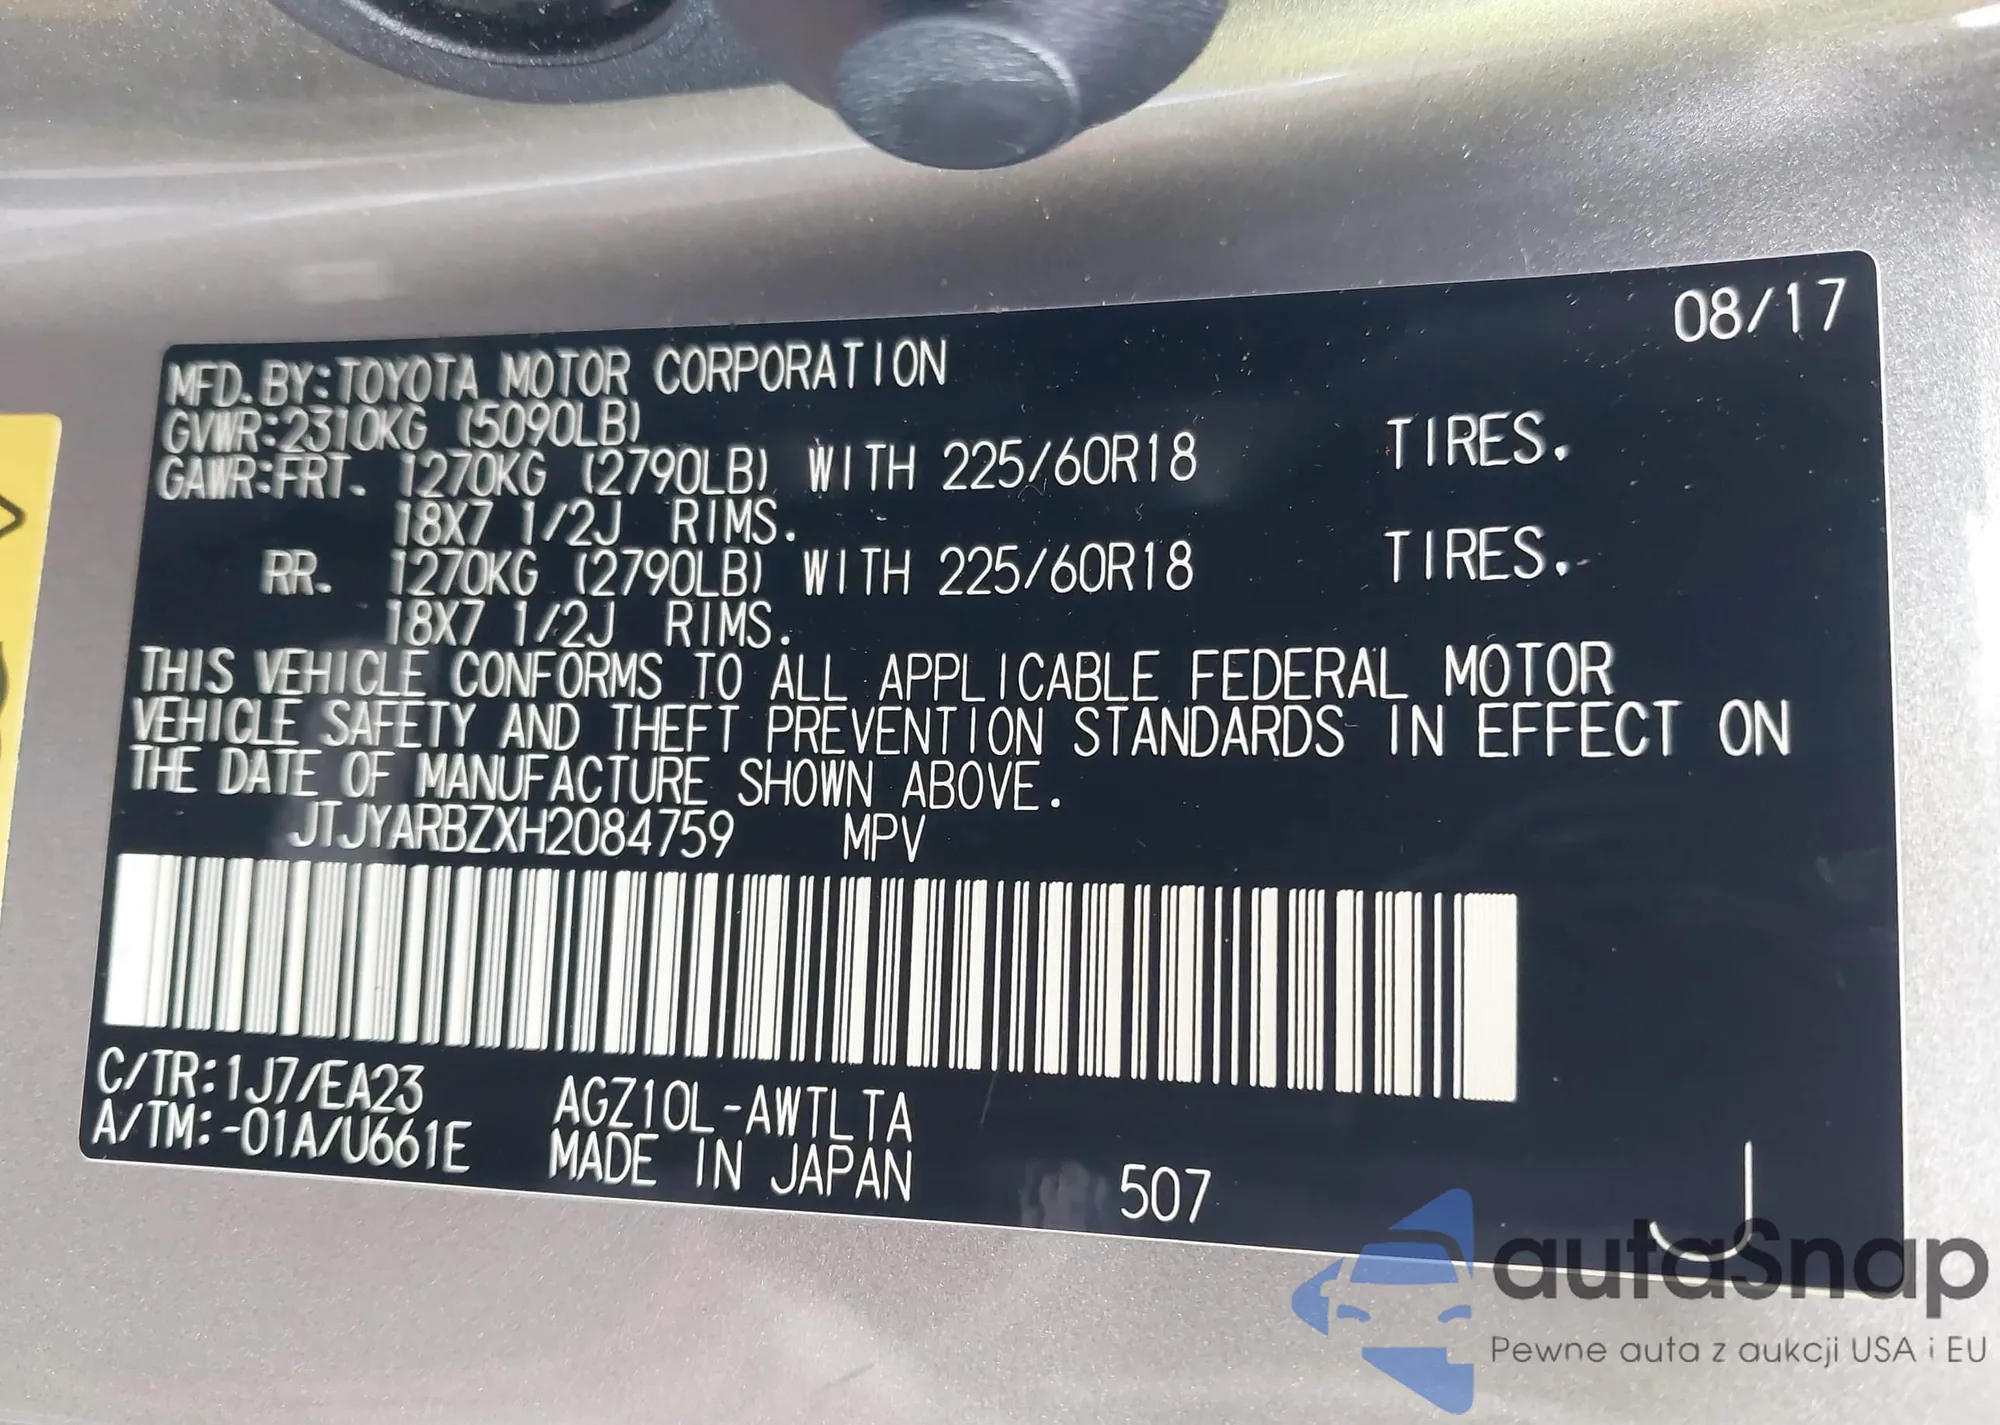 08/17
MFD.BY:TOYOTA MOTOR CORPORATION
GVWR:2310KG (5090LB)
GAWR:FRT. 1270KG (2790LB) WITH 225/60R18 TIRES.
18X7 1/2J RIMS.
RR. 1270KG (2790LB) WITH 225/60R18 TIRES.
18X7 1/2J RIMS.
THIS VEHICLE CONFORMS TO ALL APPLICABLE FEDERAL MOTOR
VEHICLE SAFETY AND THEFT PREVENTION STANDARDS IN EFFECT ON
THE DATE OF MANUFACTURE SHOWN ABOVE.
JTJYARBZXH2084759 MPV
C/TR:1J7/EA23 AGZ10L-AWTLTA
A/TM:-01A/U661E MADE IN JAPAN 507
J
autaSnap
Pewne auta z aukcji USA i EU